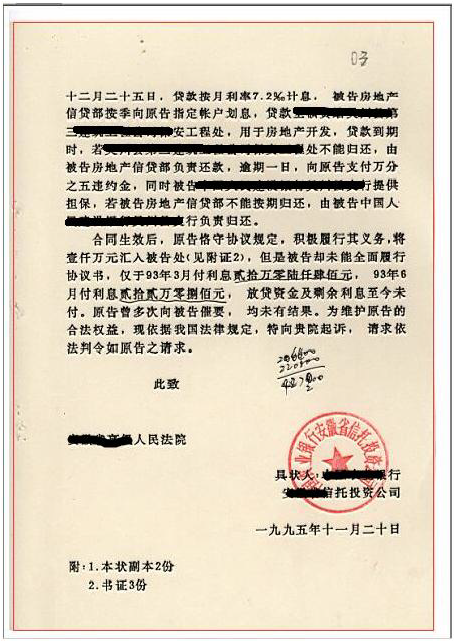 03
十二月二十五日，贷款按月利率7.2‰计息，被告房地产
信贷部按季向原告指定帐户划息，贷款 第
安工程处，用于房地产开发，贷款到期
时，若 处不能归还，由
被告房地产信贷部负责还款，逾期一日，向原告支付万分
之五违约金，同时被告 行提供
担保，若被告房地产信贷部不能按期归还，由被告中国人
行负责归还。
合同生效后，原告恪守协议规定。积极履行其义务，将
壹仟万元汇入被告处(见附证2)，但是被告却未能全面履行
协议书，仅于93年3月付利息贰拾万零陆仟肆佰元，93年6
月付利息贰拾贰万零捌佰元，放贷资金及剩余利息至今未
付。原告曾多次向被告催要，均未有结果。为维护原告的
合法权益，现依据我国法律规定，特向贵院起诉，请求依
法判令如原告之请求。
此致
人民法院
业银行安徽省信托投资
具状人： 银行
信托投资公司
一九九五年十一月二十日
附：1.本状副本2份
2.书证3份